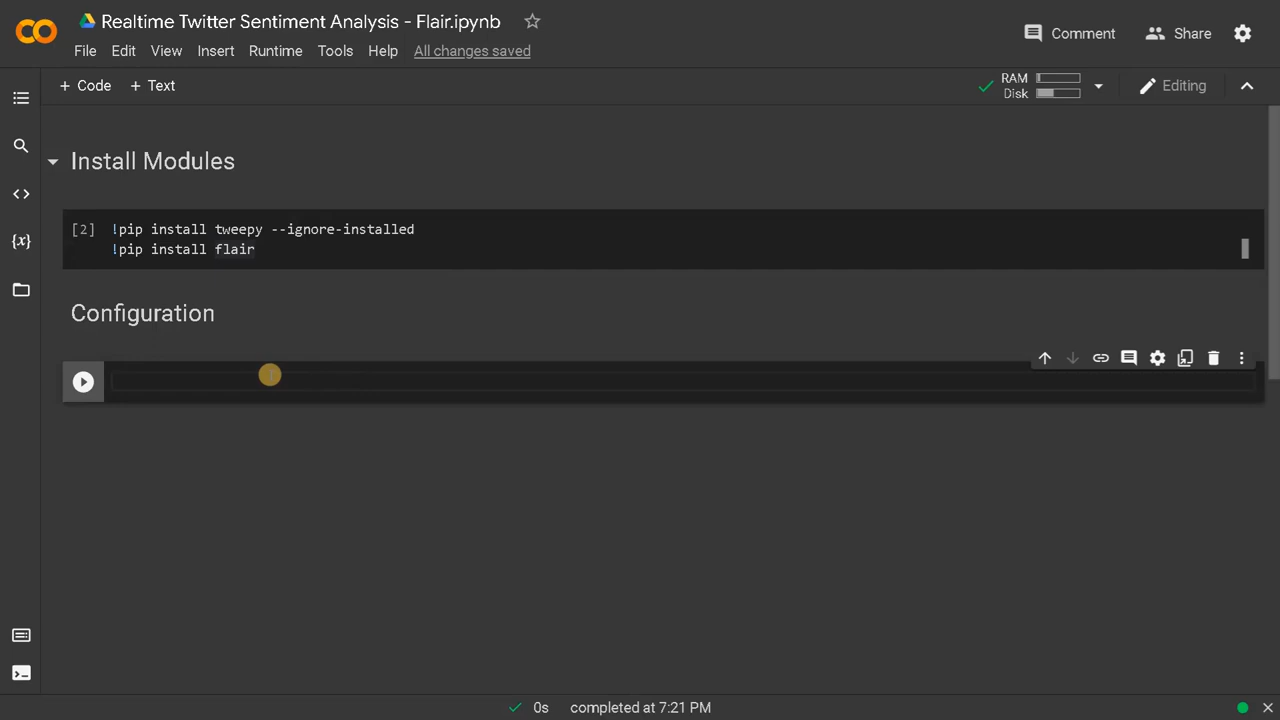 Realtime Twitter Sentiment Analysis - Flair.ipynb
File Edit View Insert Runtime Tools Help All changes saved
Comment Share
+ Code + Text
RAM
Disk
Editing
Install Modules
[2] !pip install tweepy --ignore-installed
!pip install flair
Configuration
{x}
0s completed at 7:21 PM